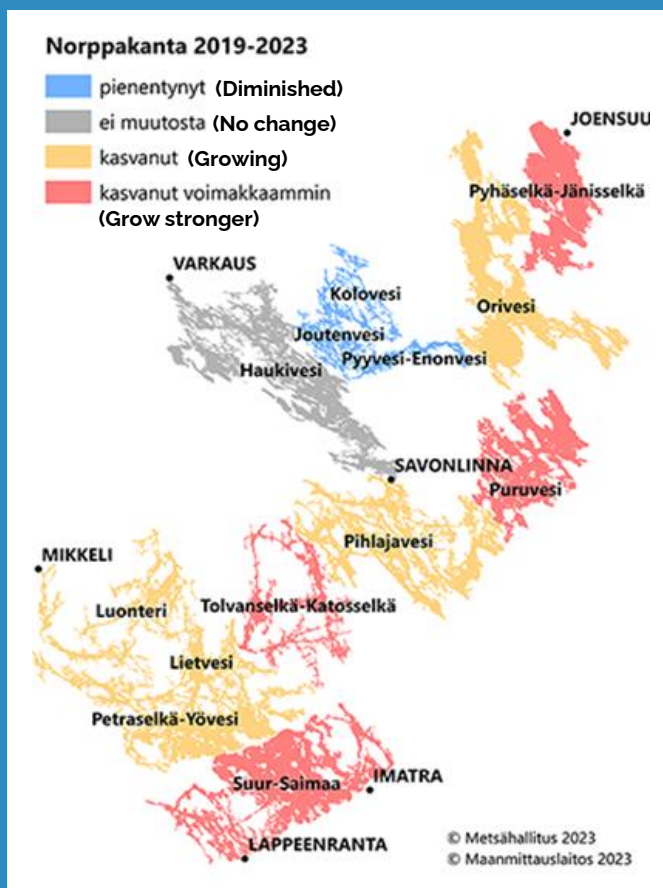 Norppakanta 2019-2023
pienentynyt (Diminished)
ei muutosta (No change)
kasvanut (Growing)
kasvanut voimakkaammin
(Grow stronger)
JOENSUU
Pyhäselkä-Jänisselkä
VARKAUS
Kolovesi
Orivesi
Joutenvesi
Pyyvesi-Enonvesi
Haukivesi
SAVONLINNA
Puruvesi
Pihlajavesi
MIKKELI
Luonteri
Tolvanselkä-Katosselkä
Lietvesi
Petraselkä-Yövesi
Suur-Saimaa
IMATRA
LAPPEENRANTA
© Metsähallitus 2023
© Maanmittauslaitos 2023